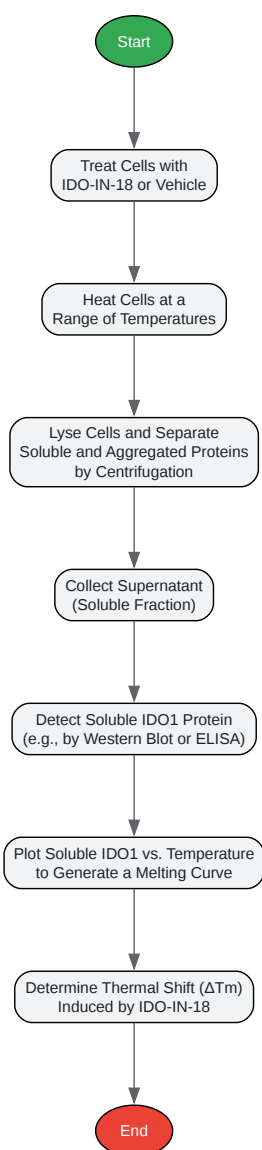 Start
Treat Cells with
IDO-IN-18 or Vehicle
Heat Cells at a
Range of Temperatures
Lyse Cells and Separate
Soluble and Aggregated Proteins
by Centrifugation
Collect Supernatant
(Soluble Fraction)
Detect Soluble IDO1 Protein
(e.g., by Western Blot or ELISA)
Plot Soluble IDO1 vs. Temperature
to Generate a Melting Curve
Determine Thermal Shift (ΔTm)
Induced by IDO-IN-18
End